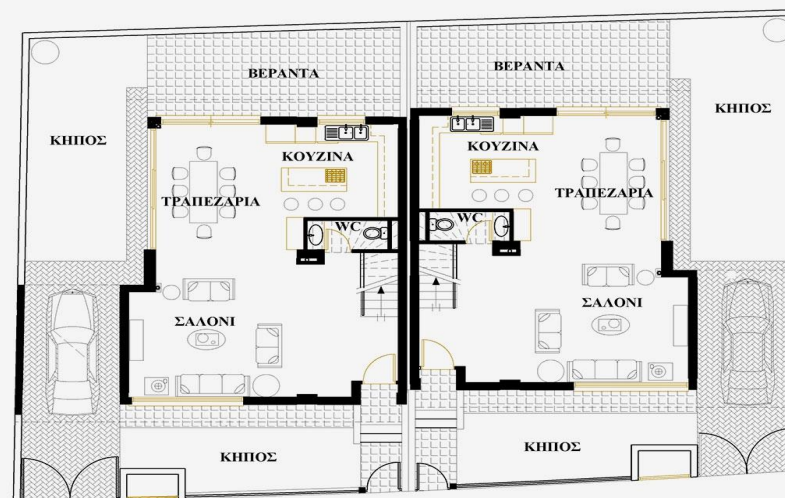 ΒΕΡΑΝΤΑ
ΒΕΡΑΝΤΑ
ΚΗΠΟΣ
ΚΗΠΟΣ
ΚΟΥΖΙΝΑ
ΚΟΥΖΙΝΑ
ΤΡΑΠΕΖΑΡΙΑ
ΤΡΑΠΕΖΑΡΙΑ
WC
WC
ΣΑΛΟΝΙ
ΣΑΛΟΝΙ
ΚΗΠΟΣ
ΚΗΠΟΣ